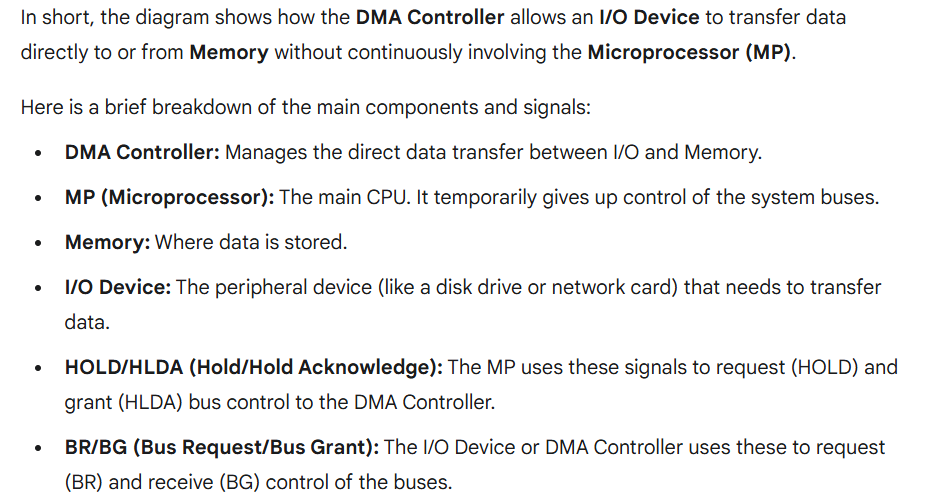 In short, the diagram shows how the DMA Controller allows an I/O Device to transfer data
directly to or from Memory without continuously involving the Microprocessor (MP).
Here is a brief breakdown of the main components and signals:
• DMA Controller: Manages the direct data transfer between I/O and Memory.
• MP (Microprocessor): The main CPU. It temporarily gives up control of the system buses.
• Memory: Where data is stored.
• I/O Device: The peripheral device (like a disk drive or network card) that needs to transfer
data.
• HOLD/HLDA (Hold/Hold Acknowledge): The MP uses these signals to request (HOLD) and
grant (HLDA) bus control to the DMA Controller.
• BR/BG (Bus Request/Bus Grant): The I/O Device or DMA Controller uses these to request
(BR) and receive (BG) control of the buses.